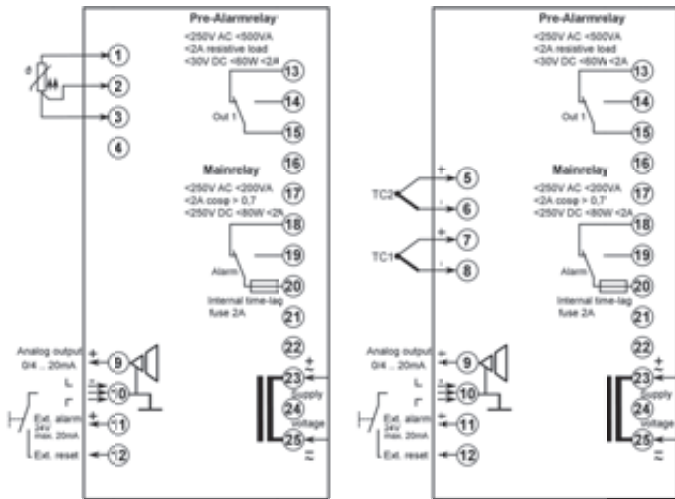 Pre-Alarmrelay
<250V AC <500VA
<2A resistive load
<30V DC <60W <2A
1
2
3
4
13
14
15
Out 1
16
17
Mainrelay
<250V AC <200VA
<2A cosφ > 0,7
<250V DC <80W <2A
18
19
20
Alarm
Internal time-lag
fuse 2A
21
22
Analog output
0/4 .. 20mA
+
9
10
Ext. alarm
24V
max. 20mA
+
11
Ext. reset
12
23
Supply
24
Voltage
25
Pre-Alarmrelay
<250V AC <500VA
<2A resistive load
<30V DC <60W <2A
13
14
15
Out 1
16
17
TC2
+
5
-
6
TC1
+
7
-
8
Mainrelay
<250V AC <200VA
<2A cosφ > 0,7
<250V DC <80W <2A
18
19
20
Alarm
Internal time-lag
fuse 2A
21
22
Analog output
0/4 .. 20mA
+
9
10
Ext. alarm
24V
max. 20mA
+
11
Ext. reset
12
23
Supply
24
Voltage
25